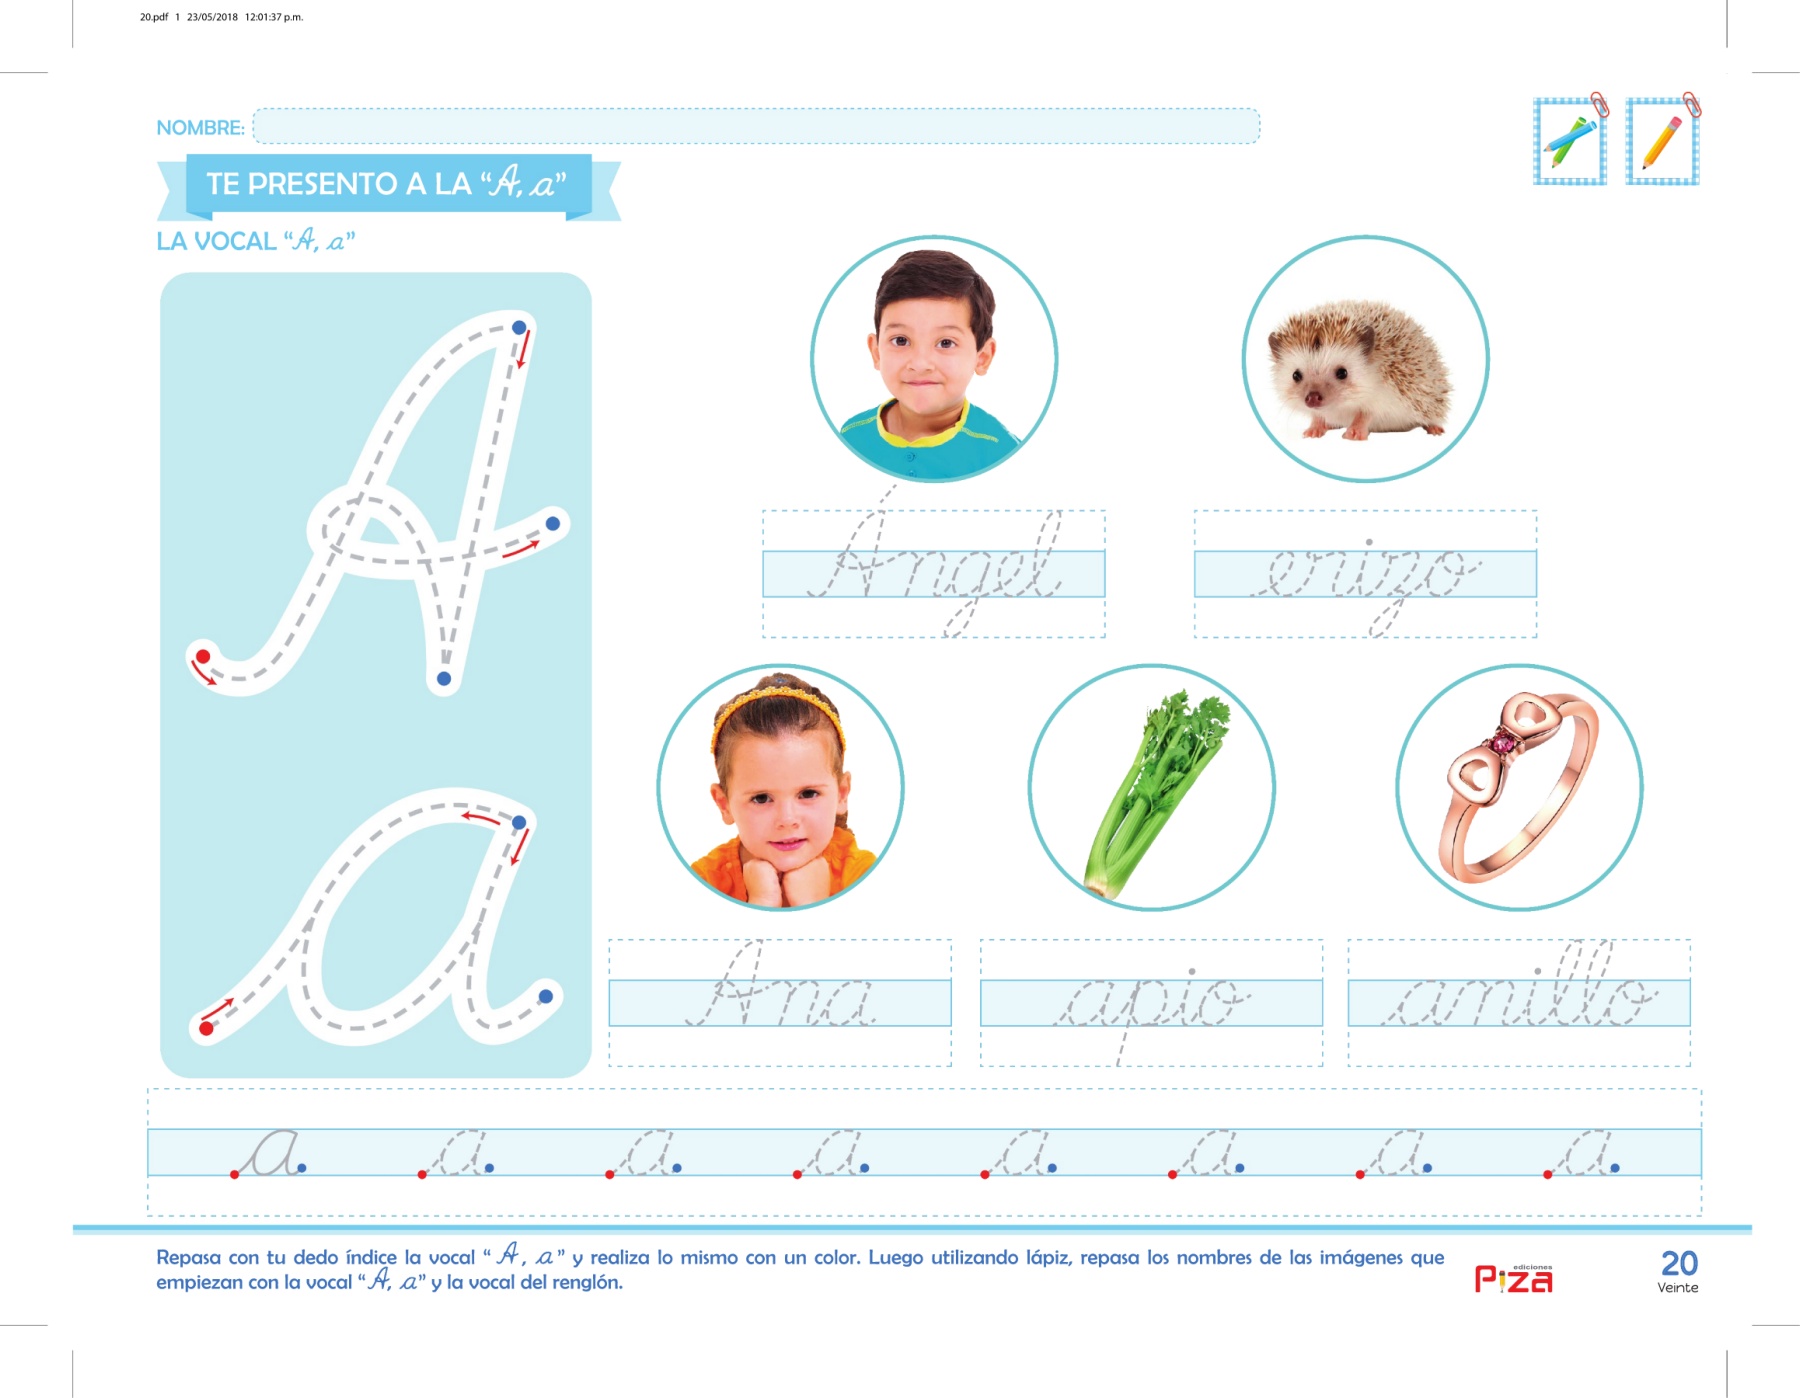 20.pdf 1 23/05/2018 12:01:37 p.m.
NOMBRE:
TE PRESENTO A LA “A, a”
LA VOCAL “A, a”
A
a
Ángel
erizo
Ana
apio
anillo
a a a a a a a a
Repasa con tu dedo índice la vocal “ A , a” y realiza lo mismo con un color. Luego utilizando lápiz, repasa los nombres de las imágenes que
empiezan con la vocal “A, a” y la vocal del renglón.
ediciones
Piza
20
Veinte